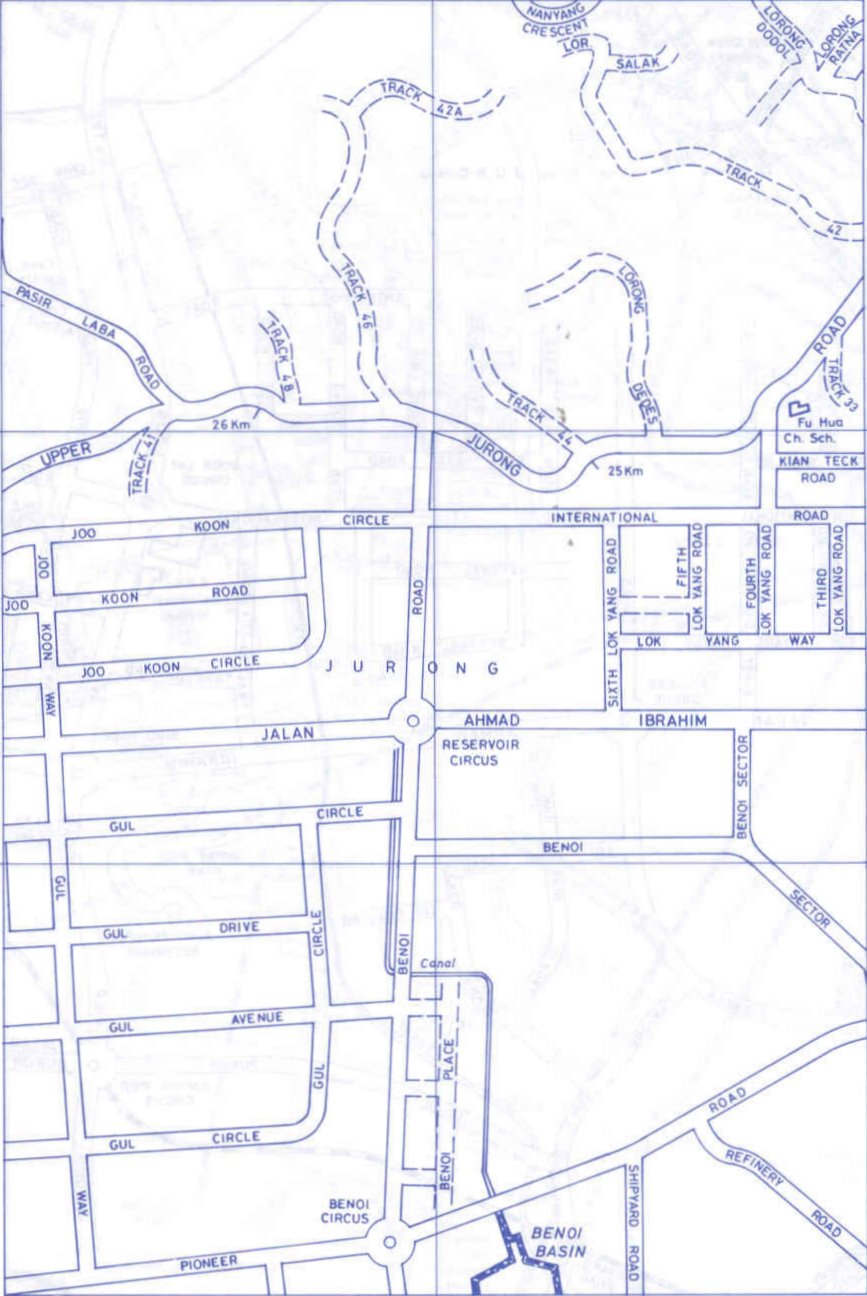 NANYANG
CRESCENT
LOR
SALAK
LORONG
DODOL
LORONG
RATNA
TRACK
42A
TRACK
42
TRACK 46
LORONG
DEDES
PASIR LABA ROAD
TRACK 48
TRACK 44
ROAD
TRACK 33
26 Km
Fu Hua
Ch. Sch.
UPPER
TRACK 41
JURONG
25 Km
KIAN TECK
ROAD
JOO KOON CIRCLE
INTERNATIONAL ROAD
JOO
KOON
WAY
JOO KOON ROAD
ROAD
SIXTH LOK YANG ROAD
FIFTH
LOK YANG ROAD
FOURTH
LOK YANG ROAD
THIRD
LOK YANG ROAD
LOK YANG WAY
JOO KOON CIRCLE
JURONG
JALAN
AHMAD IBRAHIM
RESERVOIR
CIRCUS
BENOI SECTOR
GUL CIRCLE
BENOI
SECTOR
GUL
GUL DRIVE
CIRCLE
BENOI
Canal
GUL AVENUE
GUL
PLACE
BENOI
GUL CIRCLE
WAY
ROAD
REFINERY ROAD
BENOI
CIRCUS
SHIPYARD ROAD
BENOI
BASIN
PIONEER